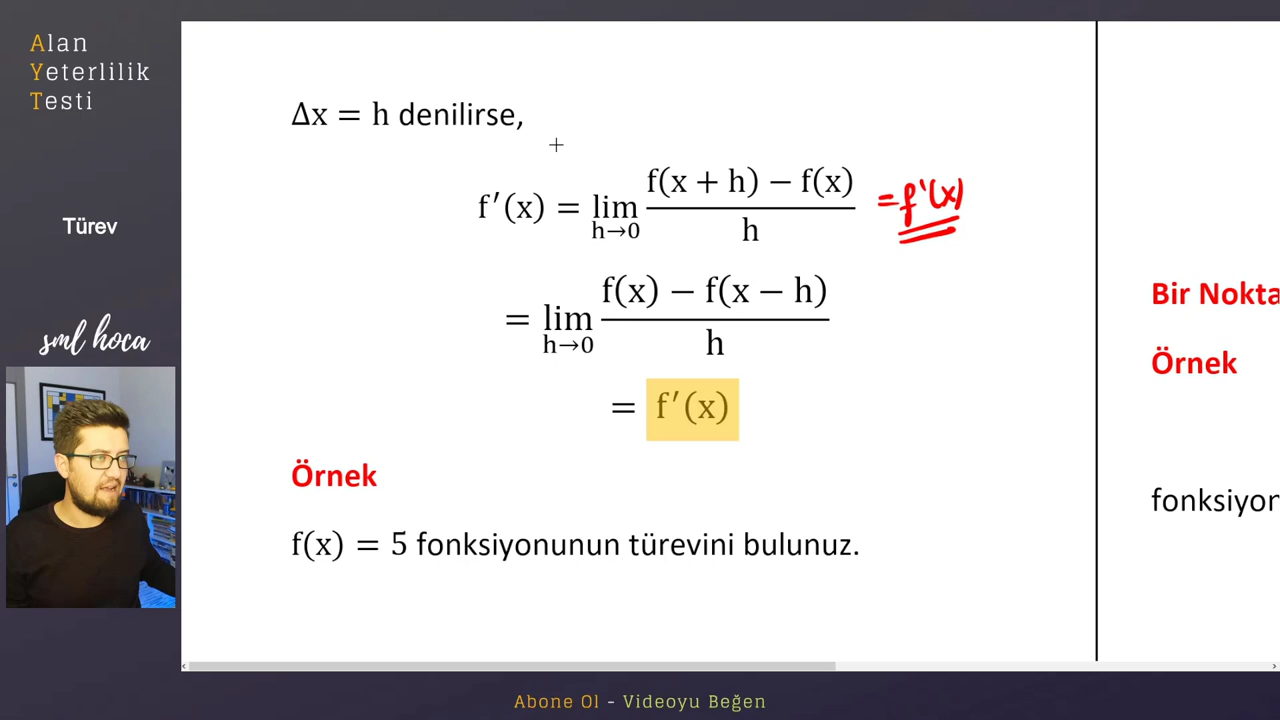 Alan
Yeterlilik
Testi
Türev
sml hoca
Δx = h denilirse,
f′(x) = lim h→0 f(x + h) − f(x) / h = f'(x)
= lim h→0 f(x) − f(x − h) / h
= f′(x)
Örnek
f(x) = 5 fonksiyonunun türevini bulunuz.
Bir Nokta
Örnek
fonksiyor
Abone Ol - Videoyu Beğen